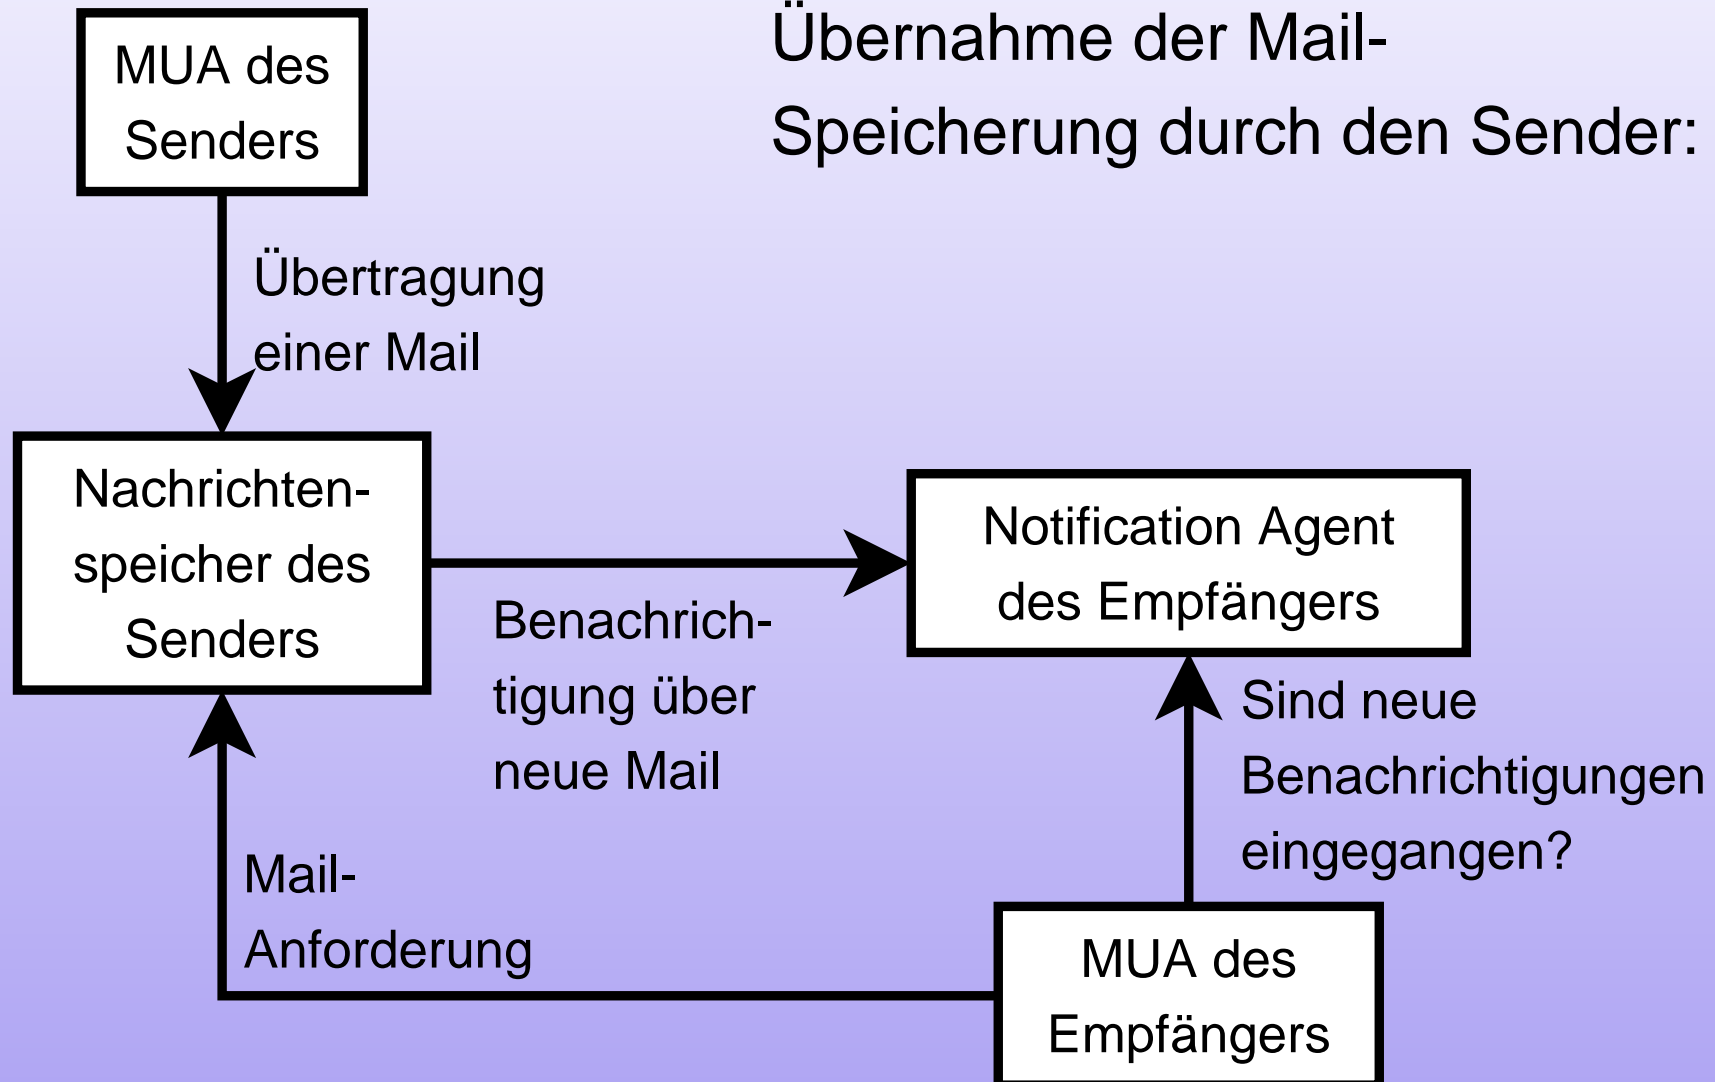 Übernahme der Mail-
Speicherung durch den Sender:
MUA des
Senders
Übertragung
einer Mail
Nachrichten-
speicher des
Senders
Benachrich-
tigung über
neue Mail
Notification Agent
des Empfängers
Sind neue
Benachrichtigungen
eingegangen?
Mail-
Anforderung
MUA des
Empfängers